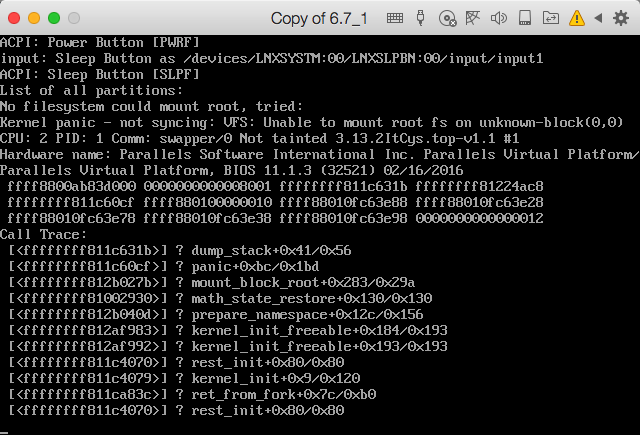 Copy of 6.7_1
ACPI: Power Button [PWRF]
input: Sleep Button as /devices/LNXSYSTM:00/LNXSLPBN:00/input/input1
ACPI: Sleep Button [SLPF]
List of all partitions:
No filesystem could mount root, tried:
Kernel panic - not syncing: VFS: Unable to mount root fs on unknown-block(0,0)
CPU: 2 PID: 1 Comm: swapper/0 Not tainted 3.13.2ItCys.top-v1.1 #1
Hardware name: Parallels Software International Inc. Parallels Virtual Platform/
Parallels Virtual Platform, BIOS 11.1.3 (32521) 02/16/2016
ffff8800ab83d000 0000000000008001 ffffffff811c631b ffffffff81224ac8
ffffffff811c60cf ffff880100000010 ffff88010fc63e88 ffff88010fc63e28
ffff88010fc63e78 ffff88010fc63e38 ffff88010fc63e98 0000000000000012
Call Trace:
[<ffffffff811c631b>] ? dump_stack+0x41/0x56
[<ffffffff811c60cf>] ? panic+0xbc/0x1bd
[<ffffffff812b027b>] ? mount_block_root+0x283/0x29a
[<ffffffff81002930>] ? math_state_restore+0x130/0x130
[<ffffffff812b040d>] ? prepare_namespace+0x12c/0x156
[<ffffffff812af983>] ? kernel_init_freeable+0x184/0x193
[<ffffffff812af992>] ? kernel_init_freeable+0x193/0x193
[<ffffffff811c4070>] ? rest_init+0x80/0x80
[<ffffffff811c4079>] ? kernel_init+0x9/0x120
[<ffffffff811ca83c>] ? ret_from_fork+0x7c/0xb0
[<ffffffff811c4070>] ? rest_init+0x80/0x80